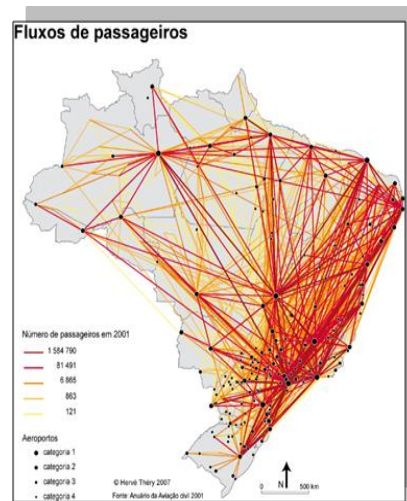 Fluxos de passageiros
Número de passageiros em 2001
1 584 790
81 491
6 865
863
121
Aeroportos
categoria 1
categoria 2
categoria 3
categoria 4
© Hervé Théry 2007
Fonte: Anuário da Aviação civil 2001
N
0 500 km